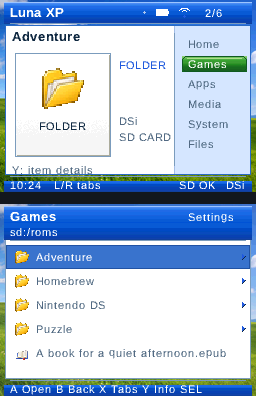 Luna XP 2/6
Adventure
FOLDER
FOLDER
DSi
SD CARD
Home
Games
Apps
Media
System
Files
Y: item details
10:24 L/R tabs SD OK DSi
Games Settings
sd:/roms
Adventure
Homebrew
Nintendo DS
Puzzle
A book for a quiet afternoon.epub
A Open B Back X Tabs Y Info SEL